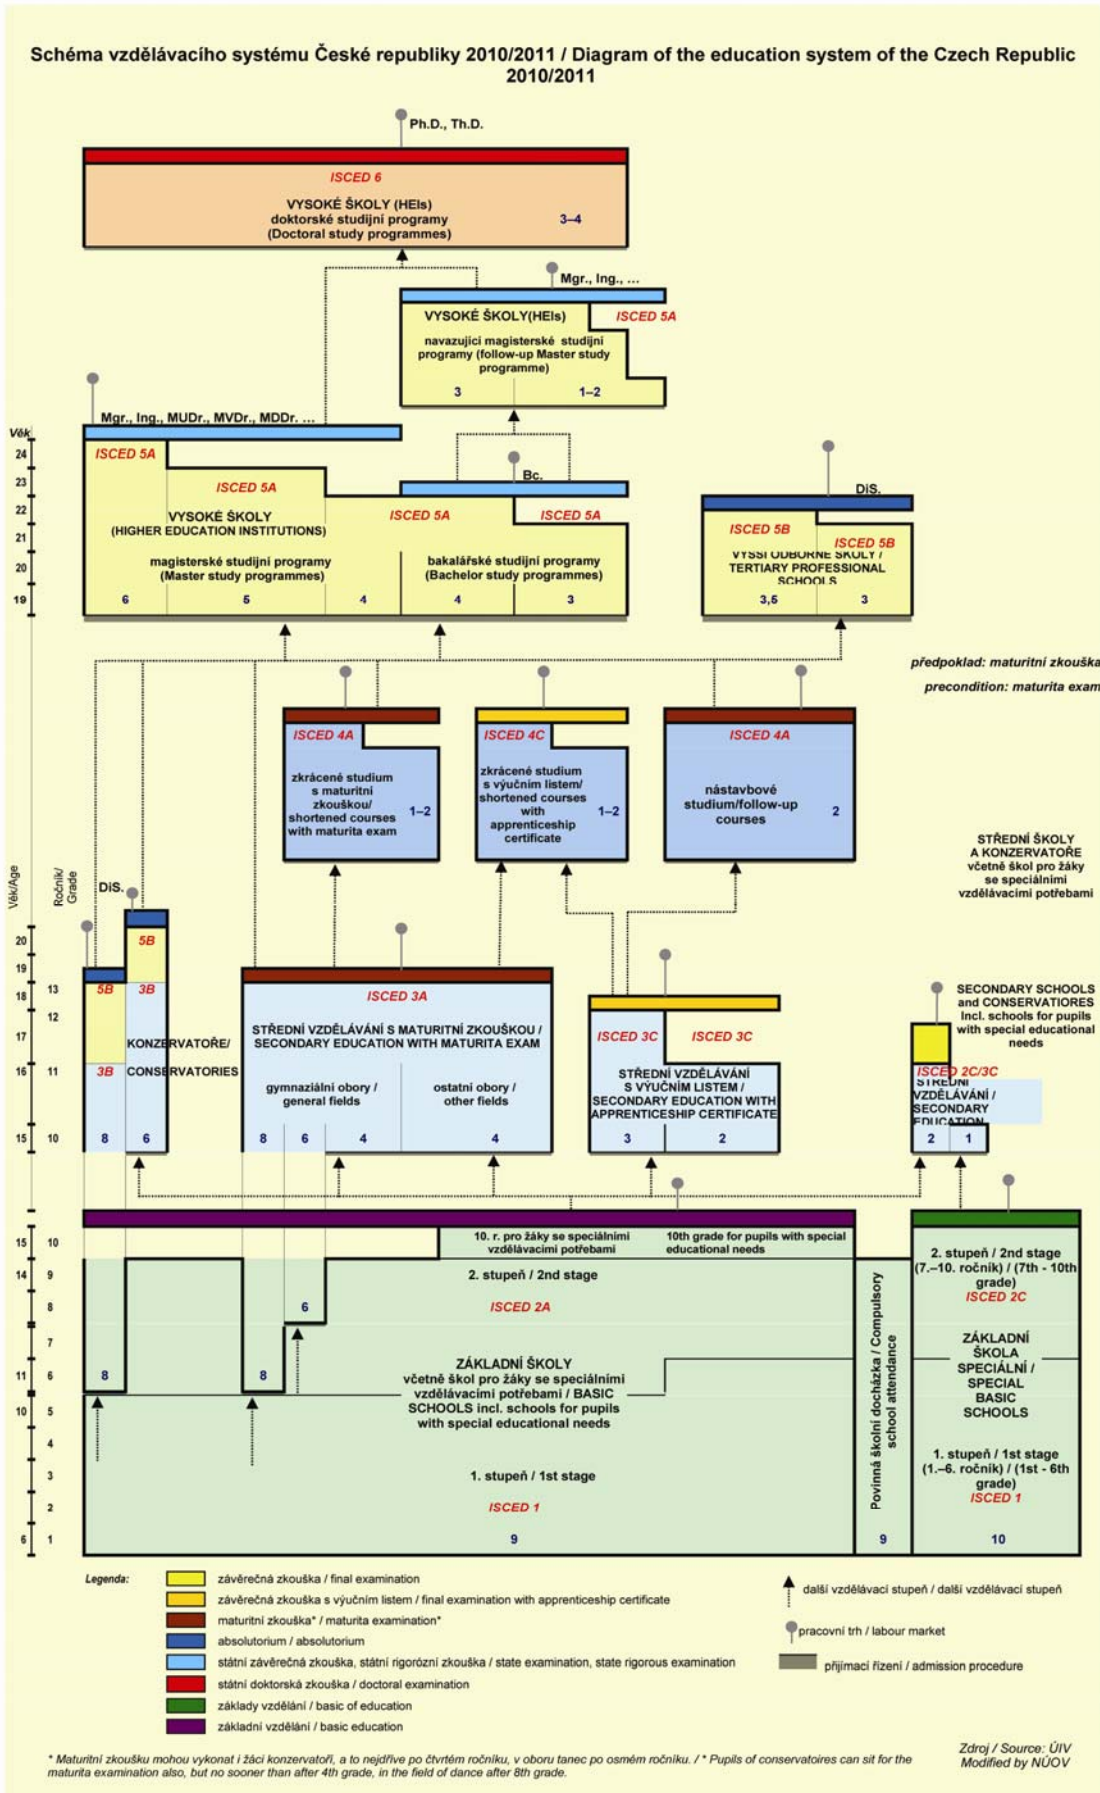 Schéma vzdělávacího systému České republiky 2010/2011 / Diagram of the education system of the Czech Republic
2010/2011
Ph.D., Th.D.
ISCED 6
VYSOKÉ ŠKOLY (HEIs)
doktorské studijní programy
(Doctoral study programmes)
3–4
Mgr., Ing., …
VYSOKÉ ŠKOLY(HEIs)
ISCED 5A
navazující magisterské studijní
programy (follow-up Master study
programme)
3
1–2
Mgr., Ing., MUDr., MVDr., MDDr. …
Věk
24
23
22
21
20
19
ISCED 5A
ISCED 5A
Bc.
ISCED 5A
ISCED 5A
VYSOKÉ ŠKOLY
(HIGHER EDUCATION INSTITUTIONS)
magisterské studijní programy
(Master study programmes)
bakalářské studijní programy
(Bachelor study programmes)
6
5
4
4
3
DiS.
ISCED 5B
ISCED 5B
VYŠŠÍ ODBORNÉ ŠKOLY /
TERTIARY PROFESSIONAL
SCHOOLS
3,5
3
předpoklad: maturitní zkouška
precondition: maturita exam
ISCED 4A
zkrácené studium
s maturitní
zkouškou/
shortened courses
with maturita exam
1–2
ISCED 4C
zkrácené studium
s výučním listem/
shortened courses
with
apprenticeship
certificate
1–2
ISCED 4A
nástavbové
studium/follow-up
courses
2
STŘEDNÍ ŠKOLY
A KONZERVATOŘE
včetně škol pro žáky
se speciálními
vzdělávacími potřebami
Věk/Age
Ročník/
Grade
DiS.
20
19
18
17
16
15
13
12
11
10
5B
5B
3B
3B
KONZERVATOŘE/
CONSERVATORIES
8
6
ISCED 3A
STŘEDNÍ VZDĚLÁVÁNÍ S MATURITNÍ ZKOUŠKOU /
SECONDARY EDUCATION WITH MATURITA EXAM
gymnaziální obory /
general fields
ostatní obory /
other fields
8
6
4
4
ISCED 3C
ISCED 3C
STŘEDNÍ VZDĚLÁVÁNÍ
S VÝUČNÍM LISTEM /
SECONDARY EDUCATION WITH
APPRENTICESHIP CERTIFICATE
3
2
SECONDARY SCHOOLS
and CONSERVATIORES
Incl. schools for pupils
with special educational
needs
ISCED 2C/3C
STŘEDNÍ
VZDĚLÁVÁNÍ /
SECONDARY
EDUCATION
2
1
15
14
11
10
6
10
9
8
7
6
5
4
3
2
1
10. r. pro žáky se speciálními
vzdělávacími potřebami
10th grade for pupils with special
educational needs
2. stupeň / 2nd stage
ISCED 2A
6
8
8
ZÁKLADNÍ ŠKOLY
včetně škol pro žáky se speciálními
vzdělávacími potřebami / BASIC
SCHOOLS incl. schools for pupils
with special educational needs
1. stupeň / 1st stage
ISCED 1
9
Povinná školní docházka / Compulsory
school attendance
9
2. stupeň / 2nd stage
(7.–10. ročník) / (7th - 10th
grade)
ISCED 2C
ZÁKLADNÍ
ŠKOLA
SPECIÁLNÍ /
SPECIAL
BASIC
SCHOOLS
1. stupeň / 1st stage
(1.–6. ročník) / (1st - 6th
grade)
ISCED 1
10
Legenda:
závěrečná zkouška / final examination
závěrečná zkouška s výučním listem / final examination with apprenticeship certificate
maturitní zkouška* / maturita examination*
absolutorium / absolutorium
státní závěrečná zkouška, státní rigorózní zkouška / state examination, state rigorous examination
státní doktorská zkouška / doctoral examination
základy vzdělání / basic of education
základní vzdělání / basic education
další vzdělávací stupeň / další vzdělávací stupeň
pracovní trh / labour market
přijímací řízení / admission procedure
* Maturitní zkoušku mohou vykonat i žáci konzervatoří, a to nejdříve po čtvrtém ročníku, v oboru tanec po osmém ročníku. / * Pupils of conservatoires can sit for the
maturita examination also, but no sooner than after 4th grade, in the field of dance after 8th grade.
Zdroj / Source: ÚIV
Modified by NÚOV